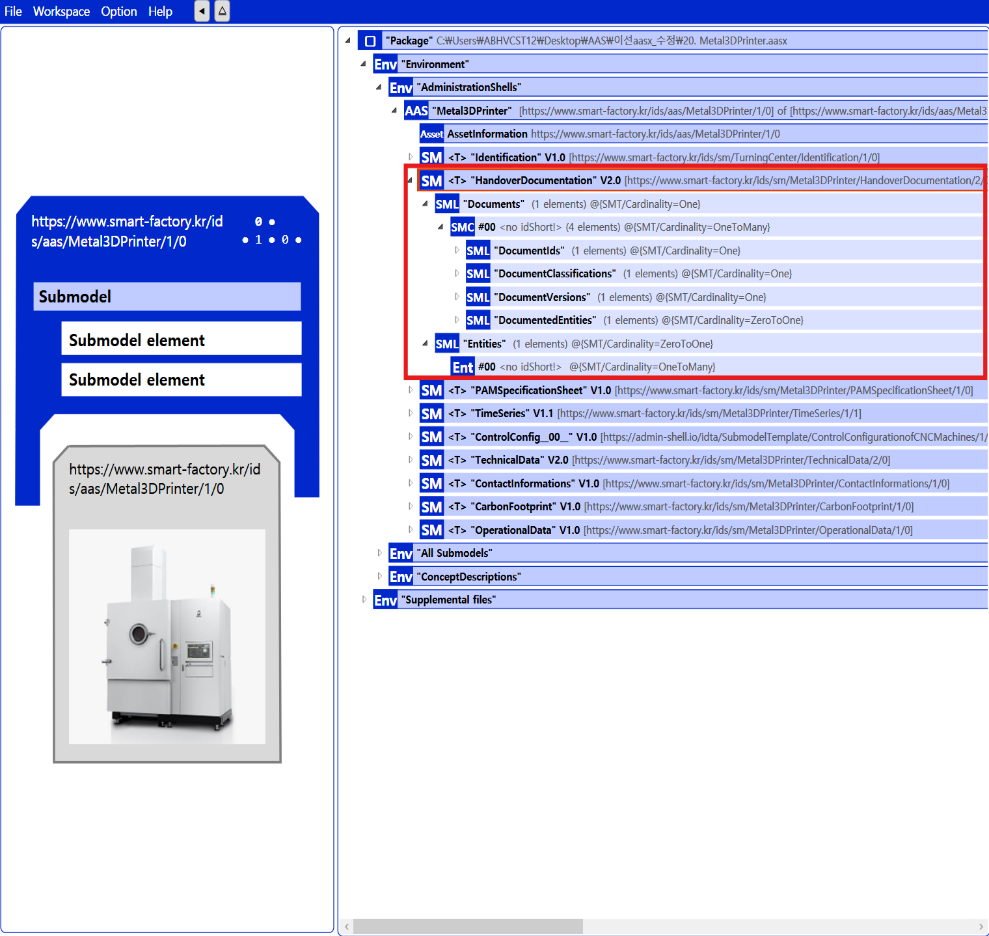 File Workspace Option Help
https://www.smart-factory.kr/id
s/aas/Metal3DPrinter/1/0
0
1 0
Submodel
Submodel element
Submodel element
https://www.smart-factory.kr/id
s/aas/Metal3DPrinter/1/0
"Package" C:₩Users₩ABHVCST12₩Desktop₩AAS₩이션aasx_수정₩20. Metal3DPrinter.aasx
Env "Environment"
Env "AdministrationShells"
AAS "Metal3DPrinter" [https://www.smart-factory.kr/ids/aas/Metal3DPrinter/1/0] of [https://www.smart-factory.kr/ids/aas/Metal3
Asset AssetInformation https://www.smart-factory.kr/ids/aas/Metal3DPrinter/1/0
SM <T> "Identification" V1.0 [https://www.smart-factory.kr/ids/sm/TurningCenter/Identification/1/0]
SM <T> "HandoverDocumentation" V2.0 [https://www.smart-factory.kr/ids/sm/Metal3DPrinter/HandoverDocumentation/2/
SML "Documents" (1 elements) @{SMT/Cardinality=One}
SMC #00 <no idShort!> (4 elements) @{SMT/Cardinality=OneToMany}
SML "DocumentIds" (1 elements) @{SMT/Cardinality=One}
SML "DocumentClassifications" (1 elements) @{SMT/Cardinality=One}
SML "DocumentVersions" (1 elements) @{SMT/Cardinality=One}
SML "DocumentedEntities" (1 elements) @{SMT/Cardinality=ZeroToOne}
SML "Entities" (1 elements) @{SMT/Cardinality=ZeroToOne}
Ent #00 <no idShort!> @{SMT/Cardinality=OneToMany}
SM <T> "PAMSpecificationSheet" V1.0 [https://www.smart-factory.kr/ids/sm/Metal3DPrinter/PAMSpecificationSheet/1/0]
SM <T> "TimeSeries" V1.1 [https://www.smart-factory.kr/ids/sm/Metal3DPrinter/TimeSeries/1/1]
SM <T> "ControlConfig__00__" V1.0 [https://admin-shell.io/idta/SubmodelTemplate/ControlConfigurationofCNCMachines/1/
SM <T> "TechnicalData" V2.0 [https://www.smart-factory.kr/ids/sm/Metal3DPrinter/TechnicalData/2/0]
SM <T> "ContactInformations" V1.0 [https://www.smart-factory.kr/ids/sm/Metal3DPrinter/ContactInformations/1/0]
SM <T> "CarbonFootprint" V1.0 [https://www.smart-factory.kr/ids/sm/Metal3DPrinter/CarbonFootprint/1/0]
SM <T> "OperationalData" V1.0 [https://www.smart-factory.kr/ids/sm/Metal3DPrinter/OperationalData/1/0]
Env "All Submodels"
Env "ConceptDescriptions"
Env "Supplemental files"